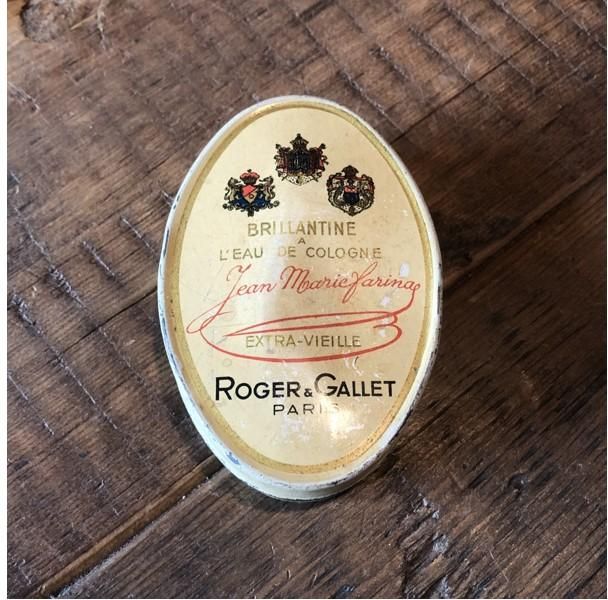 BRILLANTINE
A
L'EAU DE COLOGNE
Jean Marie Farina
EXTRA-VIEILLE
ROGER & GALLET
PARIS